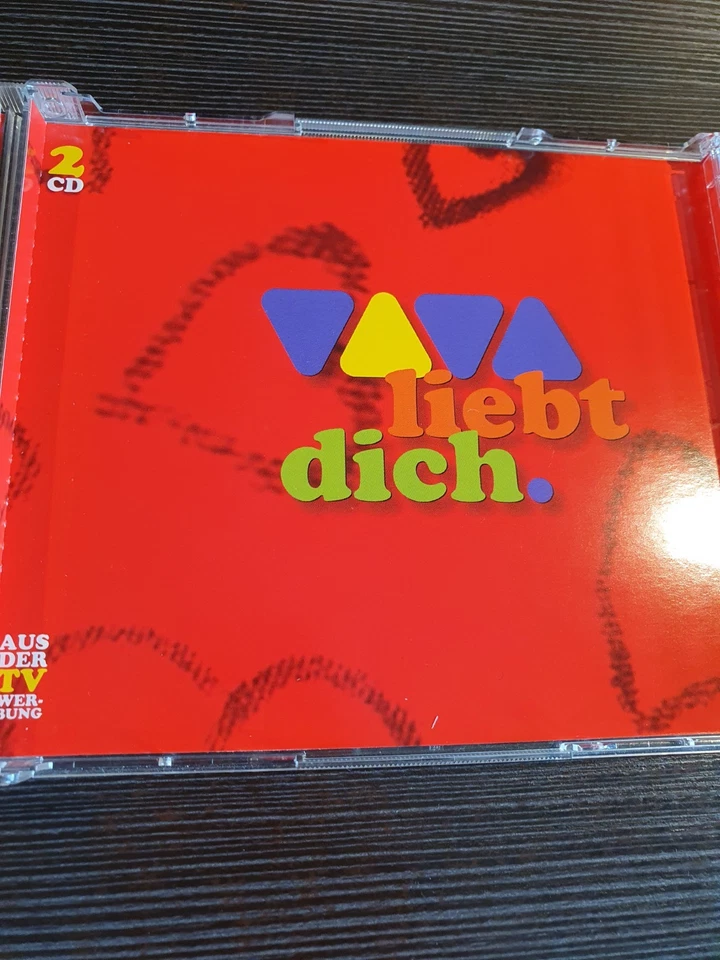 2
CD
VIVA
liebt
dich.
AUS
DER
TV
WER-
BUNG